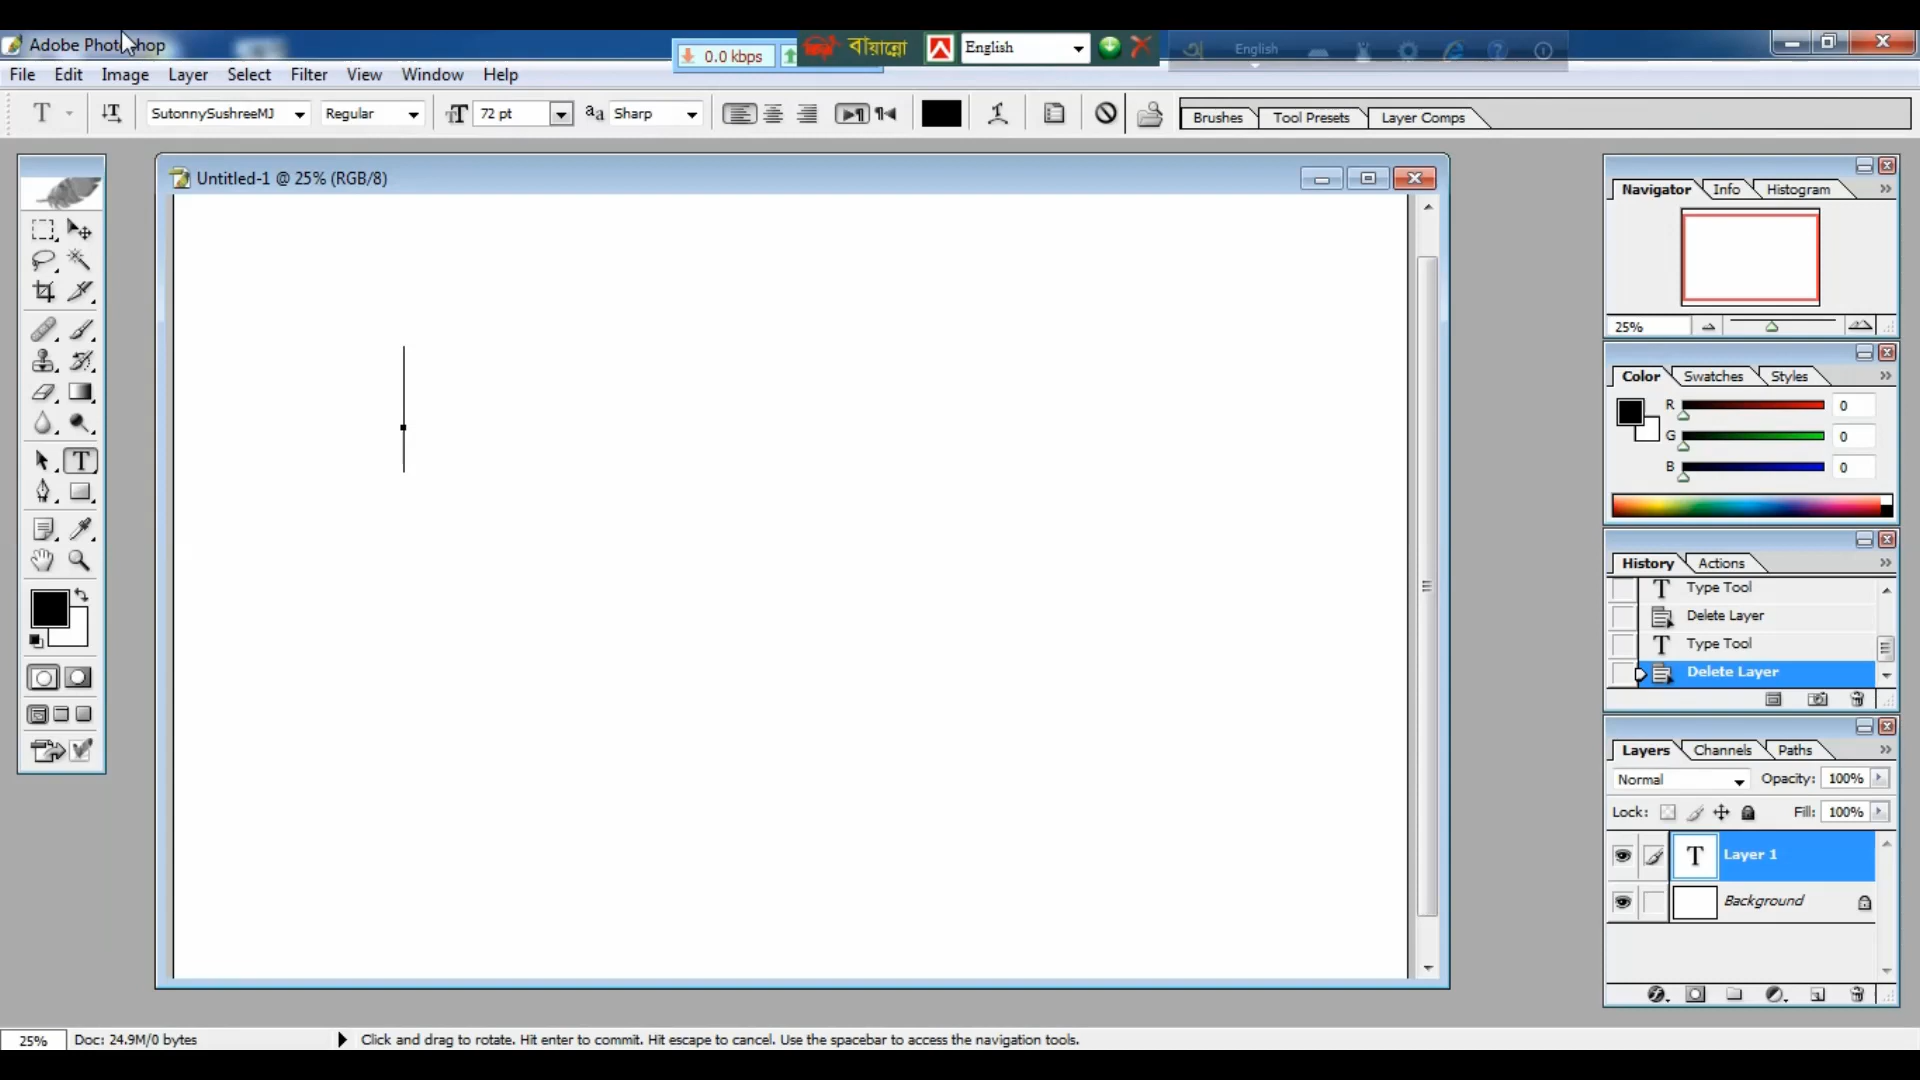 Adobe Photoshop
0.0 kbps
বায়ান্নো
English
English
File Edit Image Layer Select Filter View Window Help
T SutonnySushreeMJ Regular 72 pt aa Sharp Brushes Tool Presets Layer Comps
Untitled-1 @ 25% (RGB/8)
Navigator Info Histogram
25%
Color Swatches Styles
R 0
G 0
B 0
History Actions
Type Tool
Delete Layer
Type Tool
Delete Layer
Layers Channels Paths
Normal Opacity: 100%
Lock: Fill: 100%
T Layer 1
Background
25% Doc: 24.9M/0 bytes Click and drag to rotate. Hit enter to commit. Hit escape to cancel. Use the spacebar to access the navigation tools.